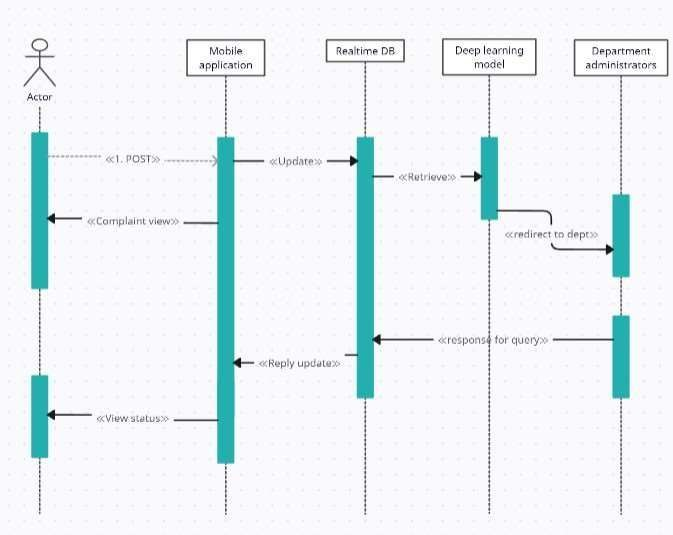 Actor
Mobile
application
Realtime DB
Deep learning
model
Department
administrators
≪1. POST≫
≪Update≫
≪Retrieve≫
≪Complaint view≫
≪redirect to dept≫
≪response for query≫
≪Reply update≫
≪View status≫